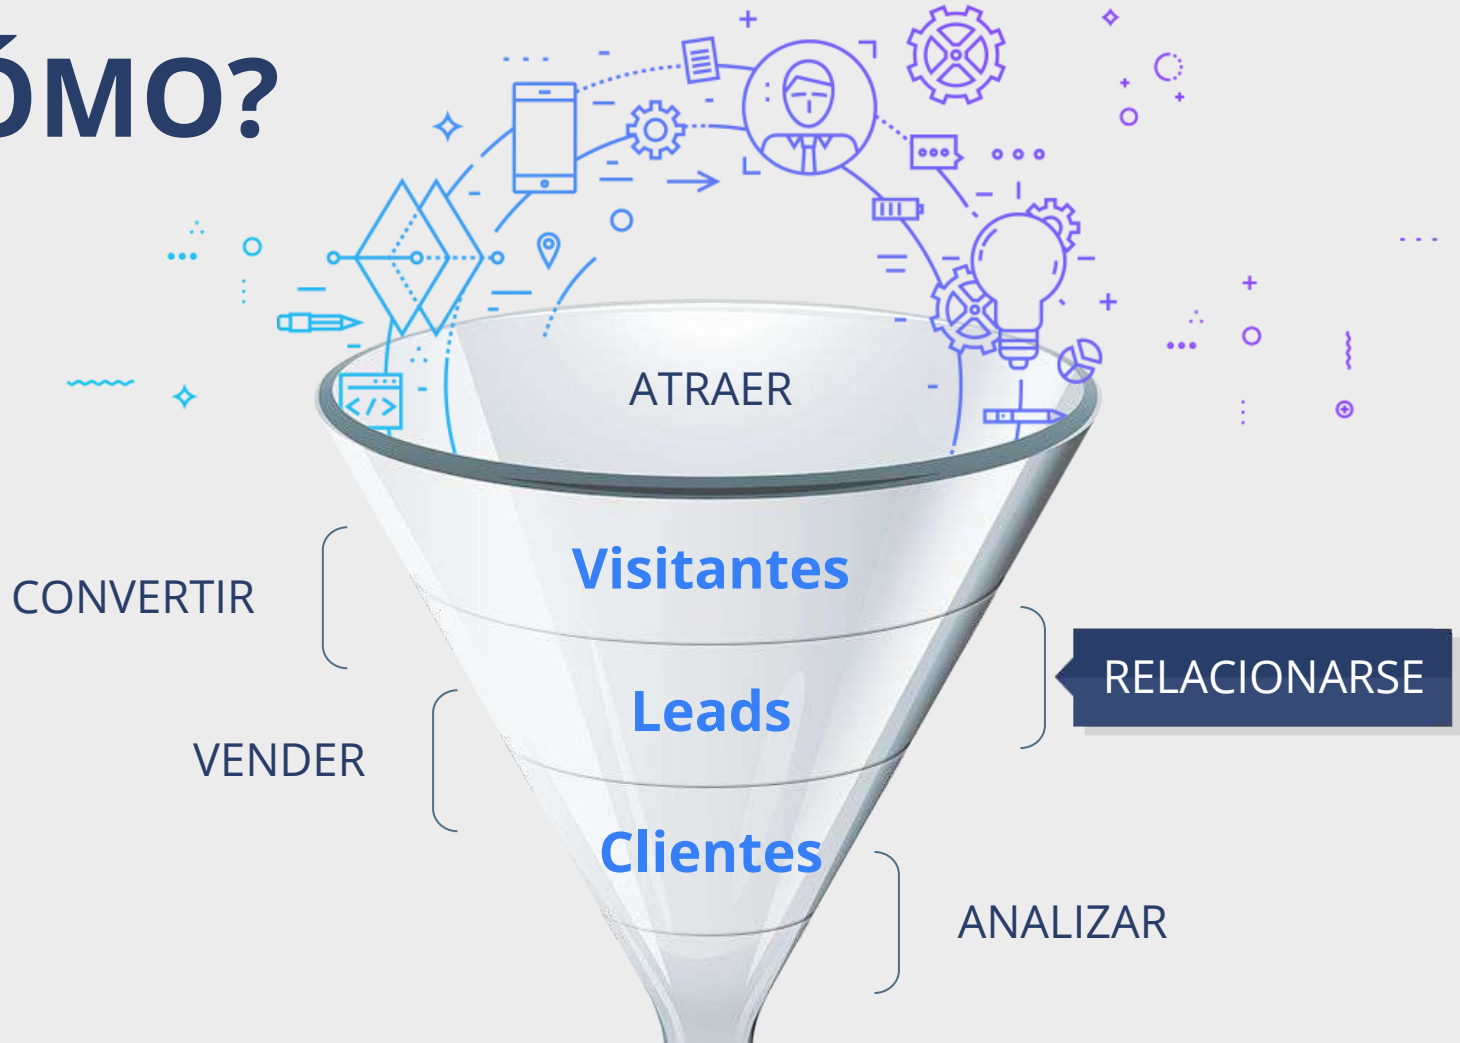 ÓMO?
ATRAER
Visitantes
CONVERTIR
RELACIONARSE
Leads
VENDER
Clientes
ANALIZAR